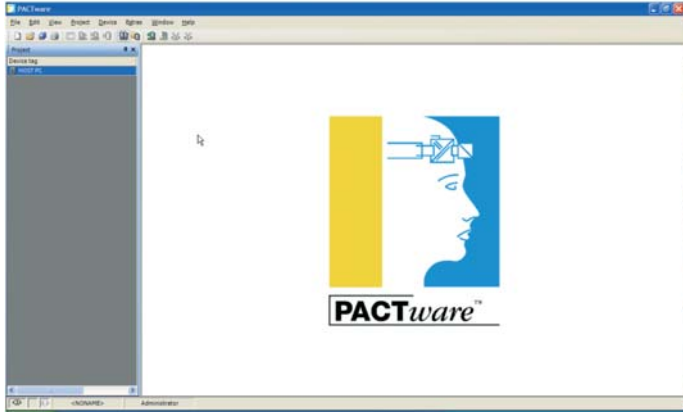 PACTware
File Edit View Project Device Extras Window Help
Project
Device tag
HOST PC
PACTware™
<NONAME> Administrator